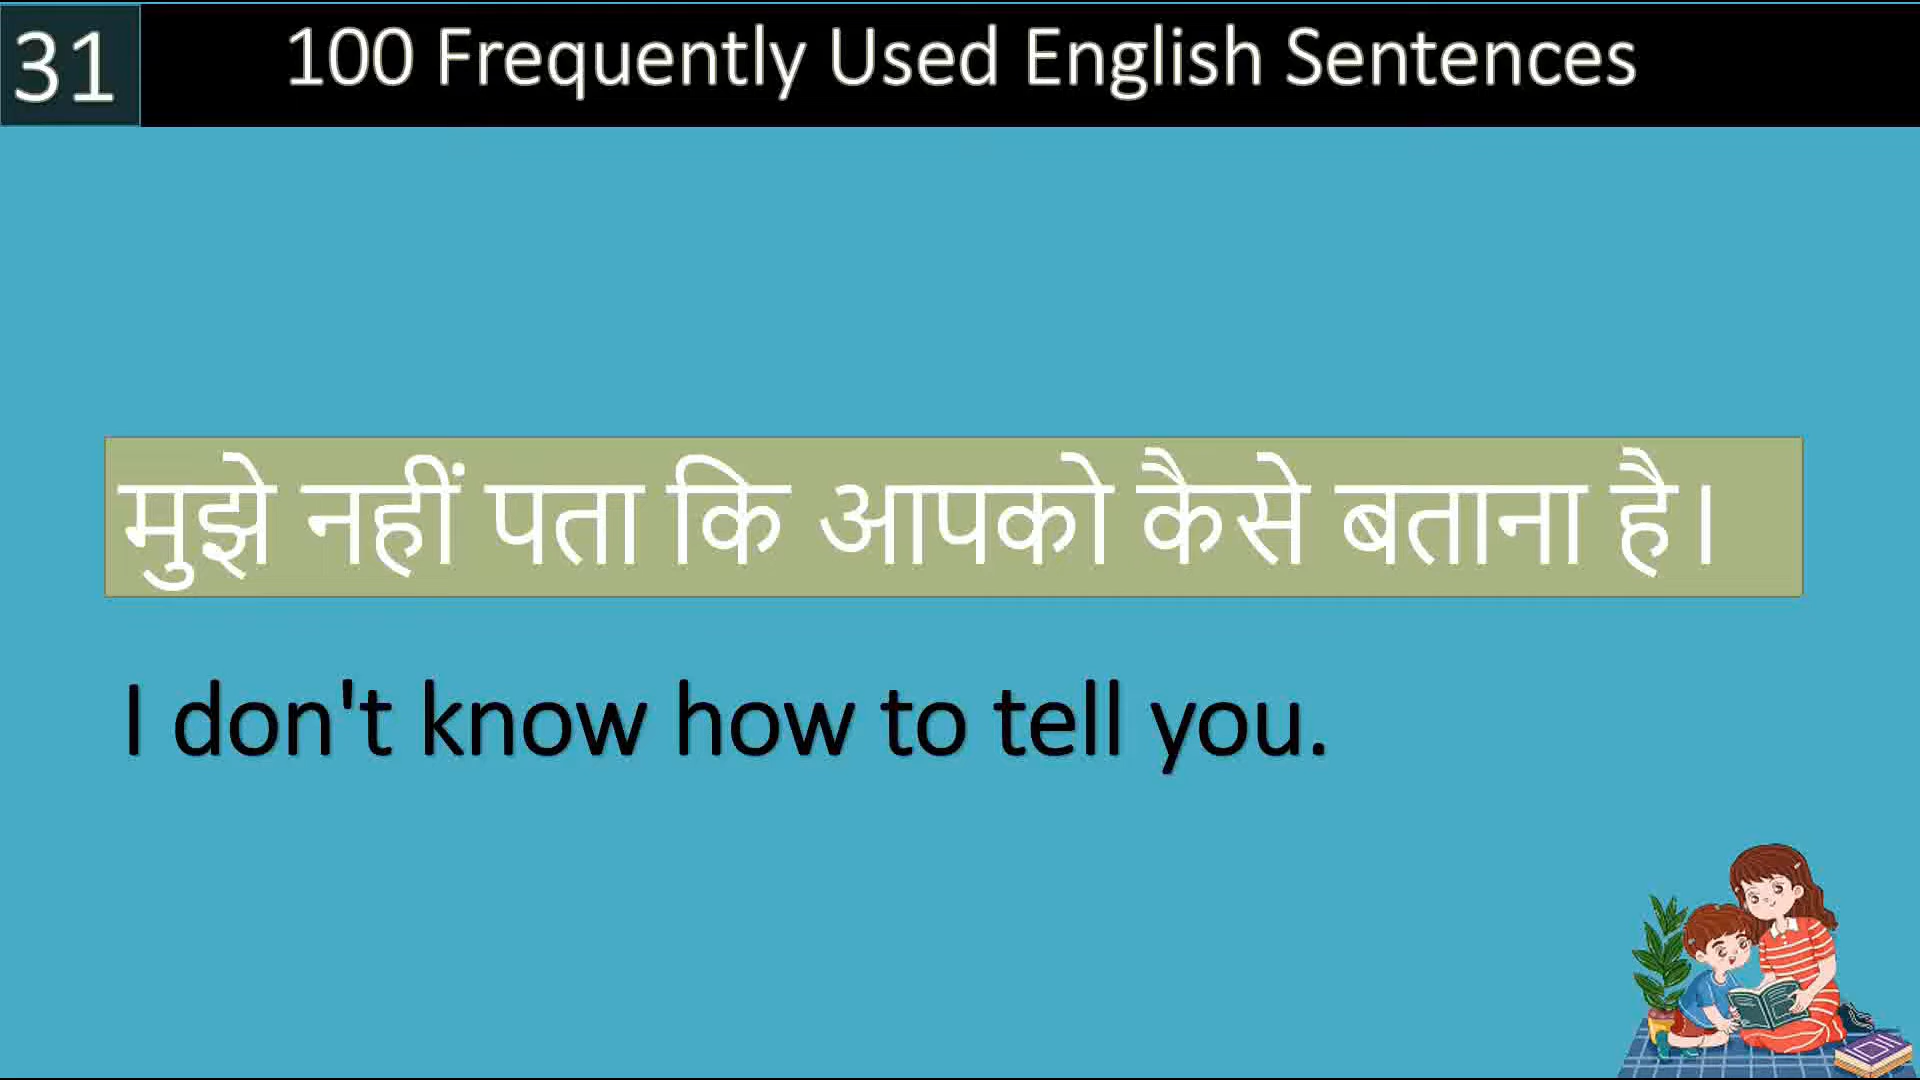 31
100 Frequently Used English Sentences
मुझे नहीं पता कि आपको कैसे बताना है।
I don't know how to tell you.